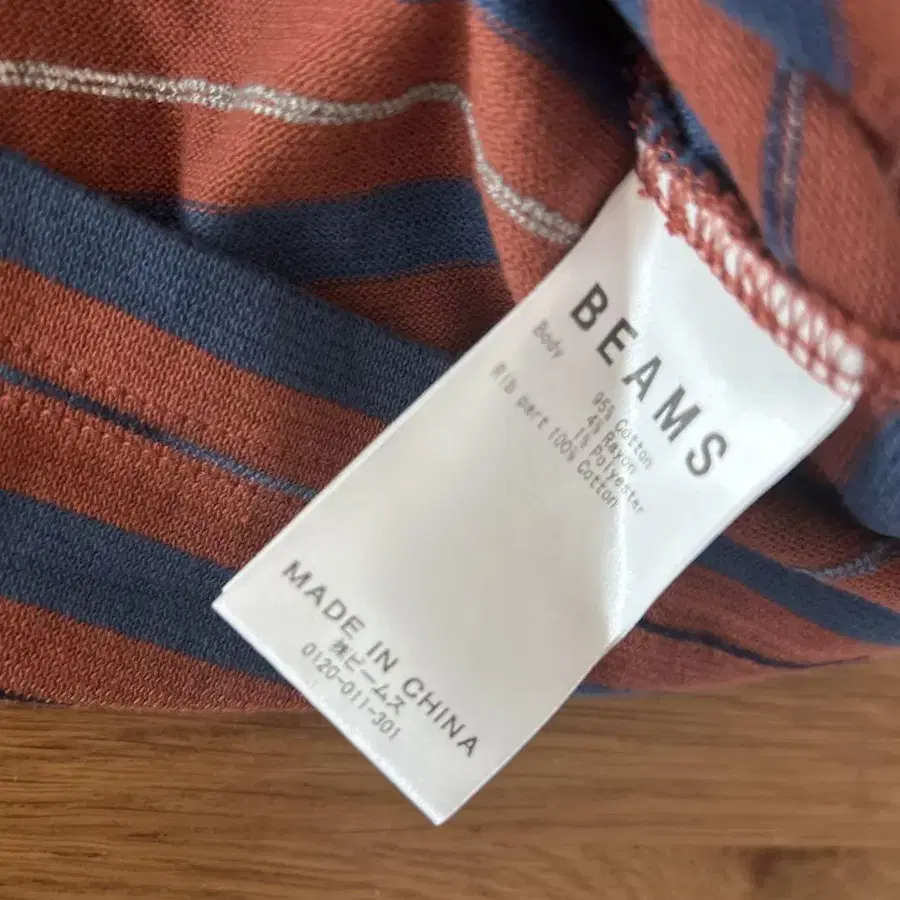 BEAMS
Body 95% Cotton
4% Rayon
1% Polyester
Rib part 100% Cotton
MADE IN CHINA
㈱ビームス
0120-011-301